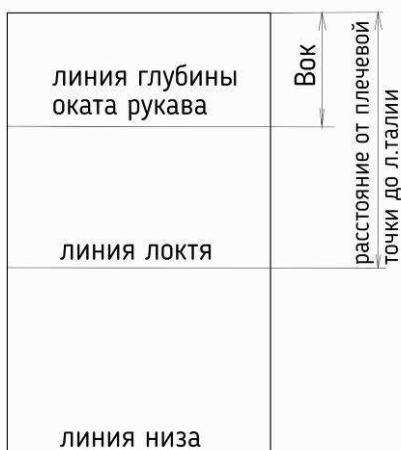 линия глубины
оката рукава
Вок
расстояние от плечевой
точки до л.талии
линия локтя
линия низа